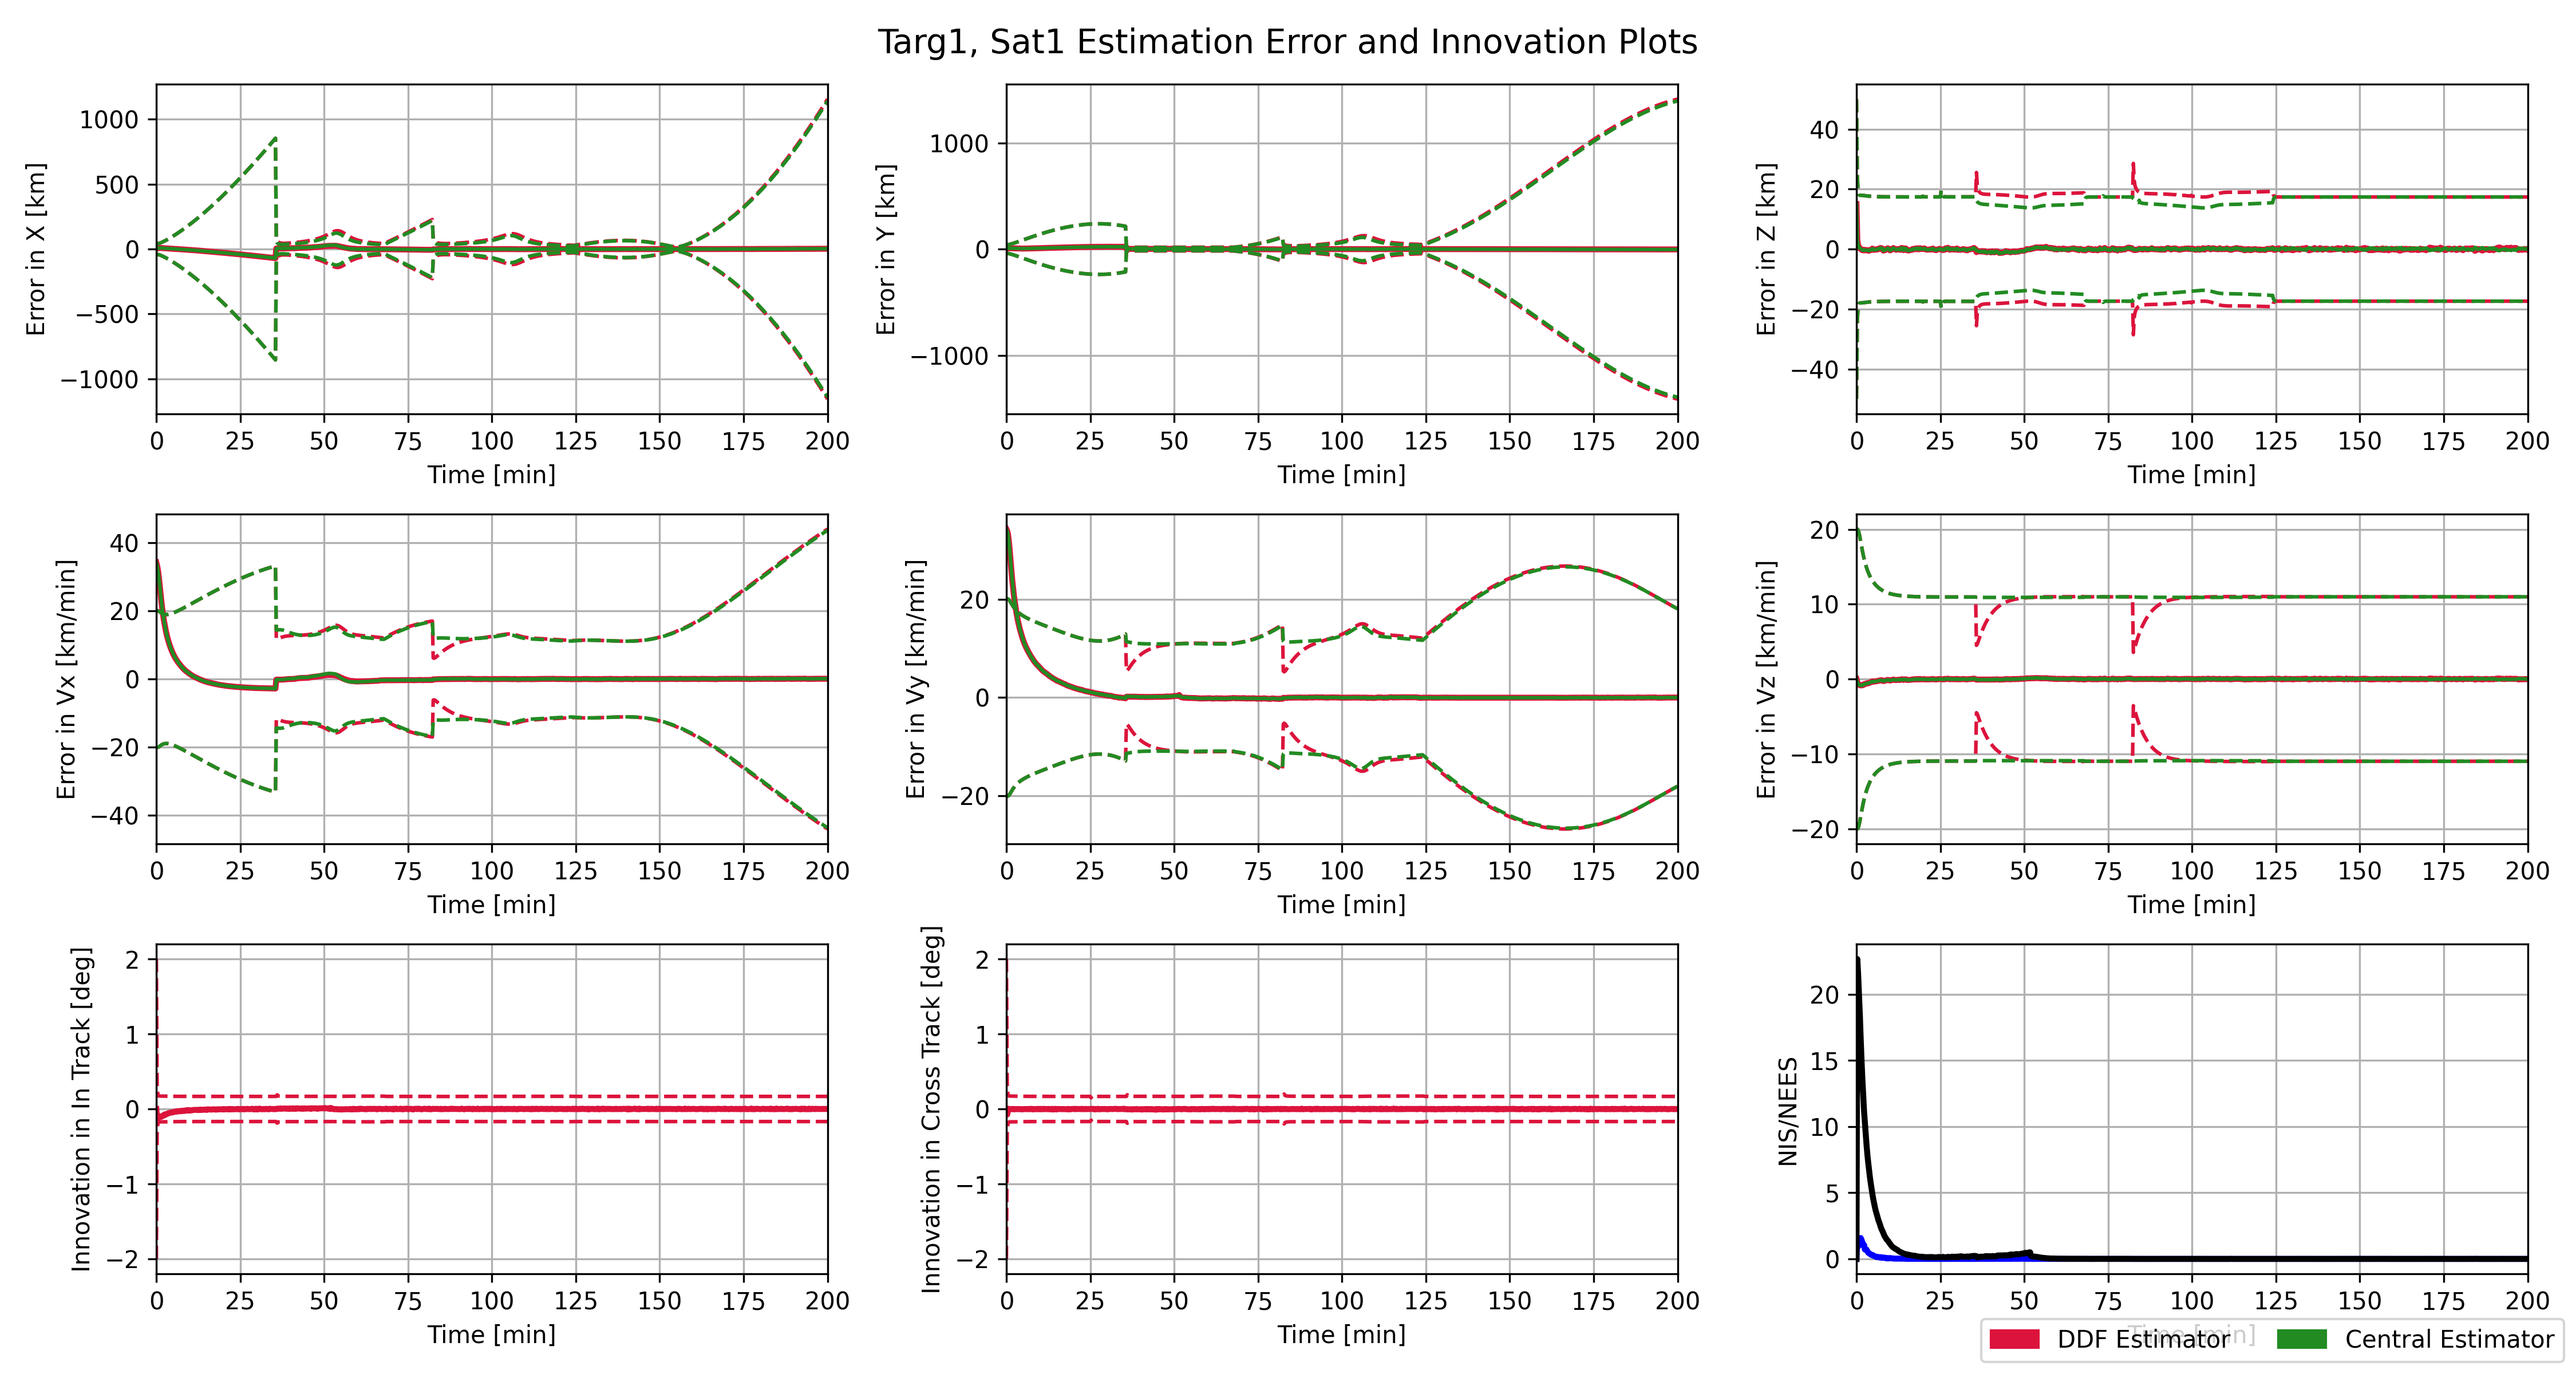 Targ1, Sat1 Estimation Error and Innovation Plots
Error in X [km]
1000
500
0
−500
−1000
0 25 50 75 100 125 150 175 200
Time [min]
Error in Y [km]
1000
0
−1000
0 25 50 75 100 125 150 175 200
Time [min]
Error in Z [km]
40
20
0
−20
−40
0 25 50 75 100 125 150 175 200
Time [min]
Error in Vx [km/min]
40
20
0
−20
−40
0 25 50 75 100 125 150 175 200
Time [min]
Error in Vy [km/min]
20
0
−20
0 25 50 75 100 125 150 175 200
Time [min]
Error in Vz [km/min]
20
10
0
−10
−20
0 25 50 75 100 125 150 175 200
Time [min]
Innovation in In Track [deg]
2
1
0
−1
−2
0 25 50 75 100 125 150 175 200
Time [min]
Innovation in Cross Track [deg]
2
1
0
−1
−2
0 25 50 75 100 125 150 175 200
Time [min]
NIS/NEES
20
15
10
5
0
0 25 50 75 100 125 150 175 200
Time [min]
DDF Estimator Central Estimator